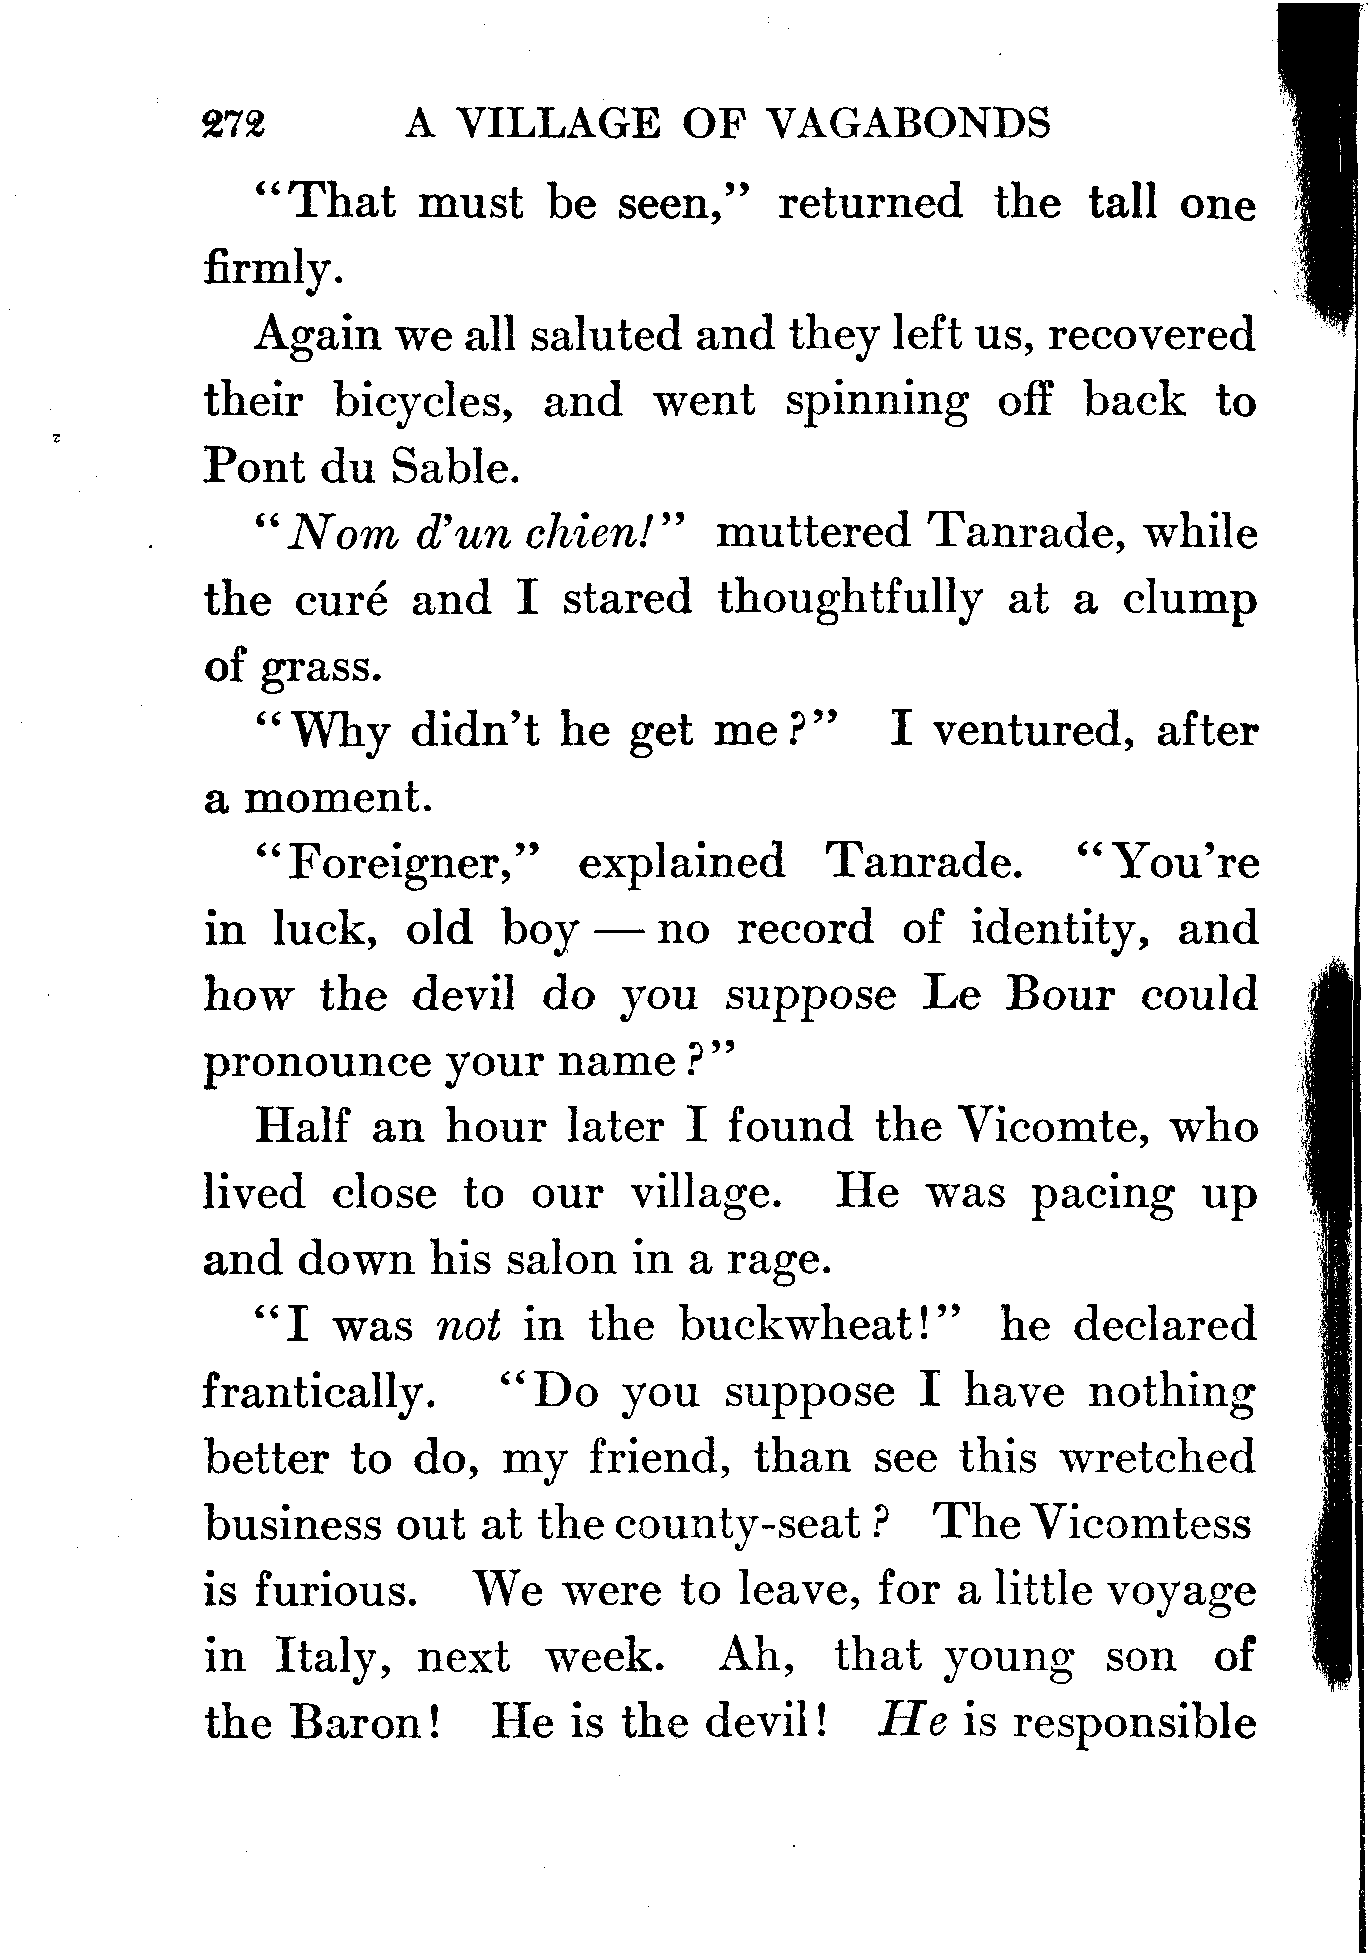 272 A VILLAGE OF VAGABONDS
“That must be seen,” returned the tall one
firmly.
Again we all saluted and they left us, recovered
their bicycles, and went spinning off back to
Pont du Sable.
“Nom d’un chien!” muttered Tanrade, while
the curé and I stared thoughtfully at a clump
of grass.
“Why didn’t he get me?” I ventured, after
a moment.
“Foreigner,” explained Tanrade. “You’re
in luck, old boy — no record of identity, and
how the devil do you suppose Le Bour could
pronounce your name?”
Half an hour later I found the Vicomte, who
lived close to our village. He was pacing up
and down his salon in a rage.
“I was not in the buckwheat!” he declared
frantically. “Do you suppose I have nothing
better to do, my friend, than see this wretched
business out at the county-seat? The Vicomtess
is furious. We were to leave, for a little voyage
in Italy, next week. Ah, that young son of
the Baron! He is the devil! He is responsible